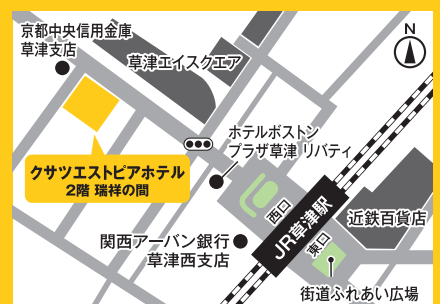 京都中央信用金庫
草津支店
N
草津エイスクエア
ホテルボストン
プラザ草津 リバティ
クサツエストピアホテル
2階 瑞祥の間
西口
JR草津駅
東口
近鉄百貨店
関西アーバン銀行
草津西支店
街道ふれあい広場